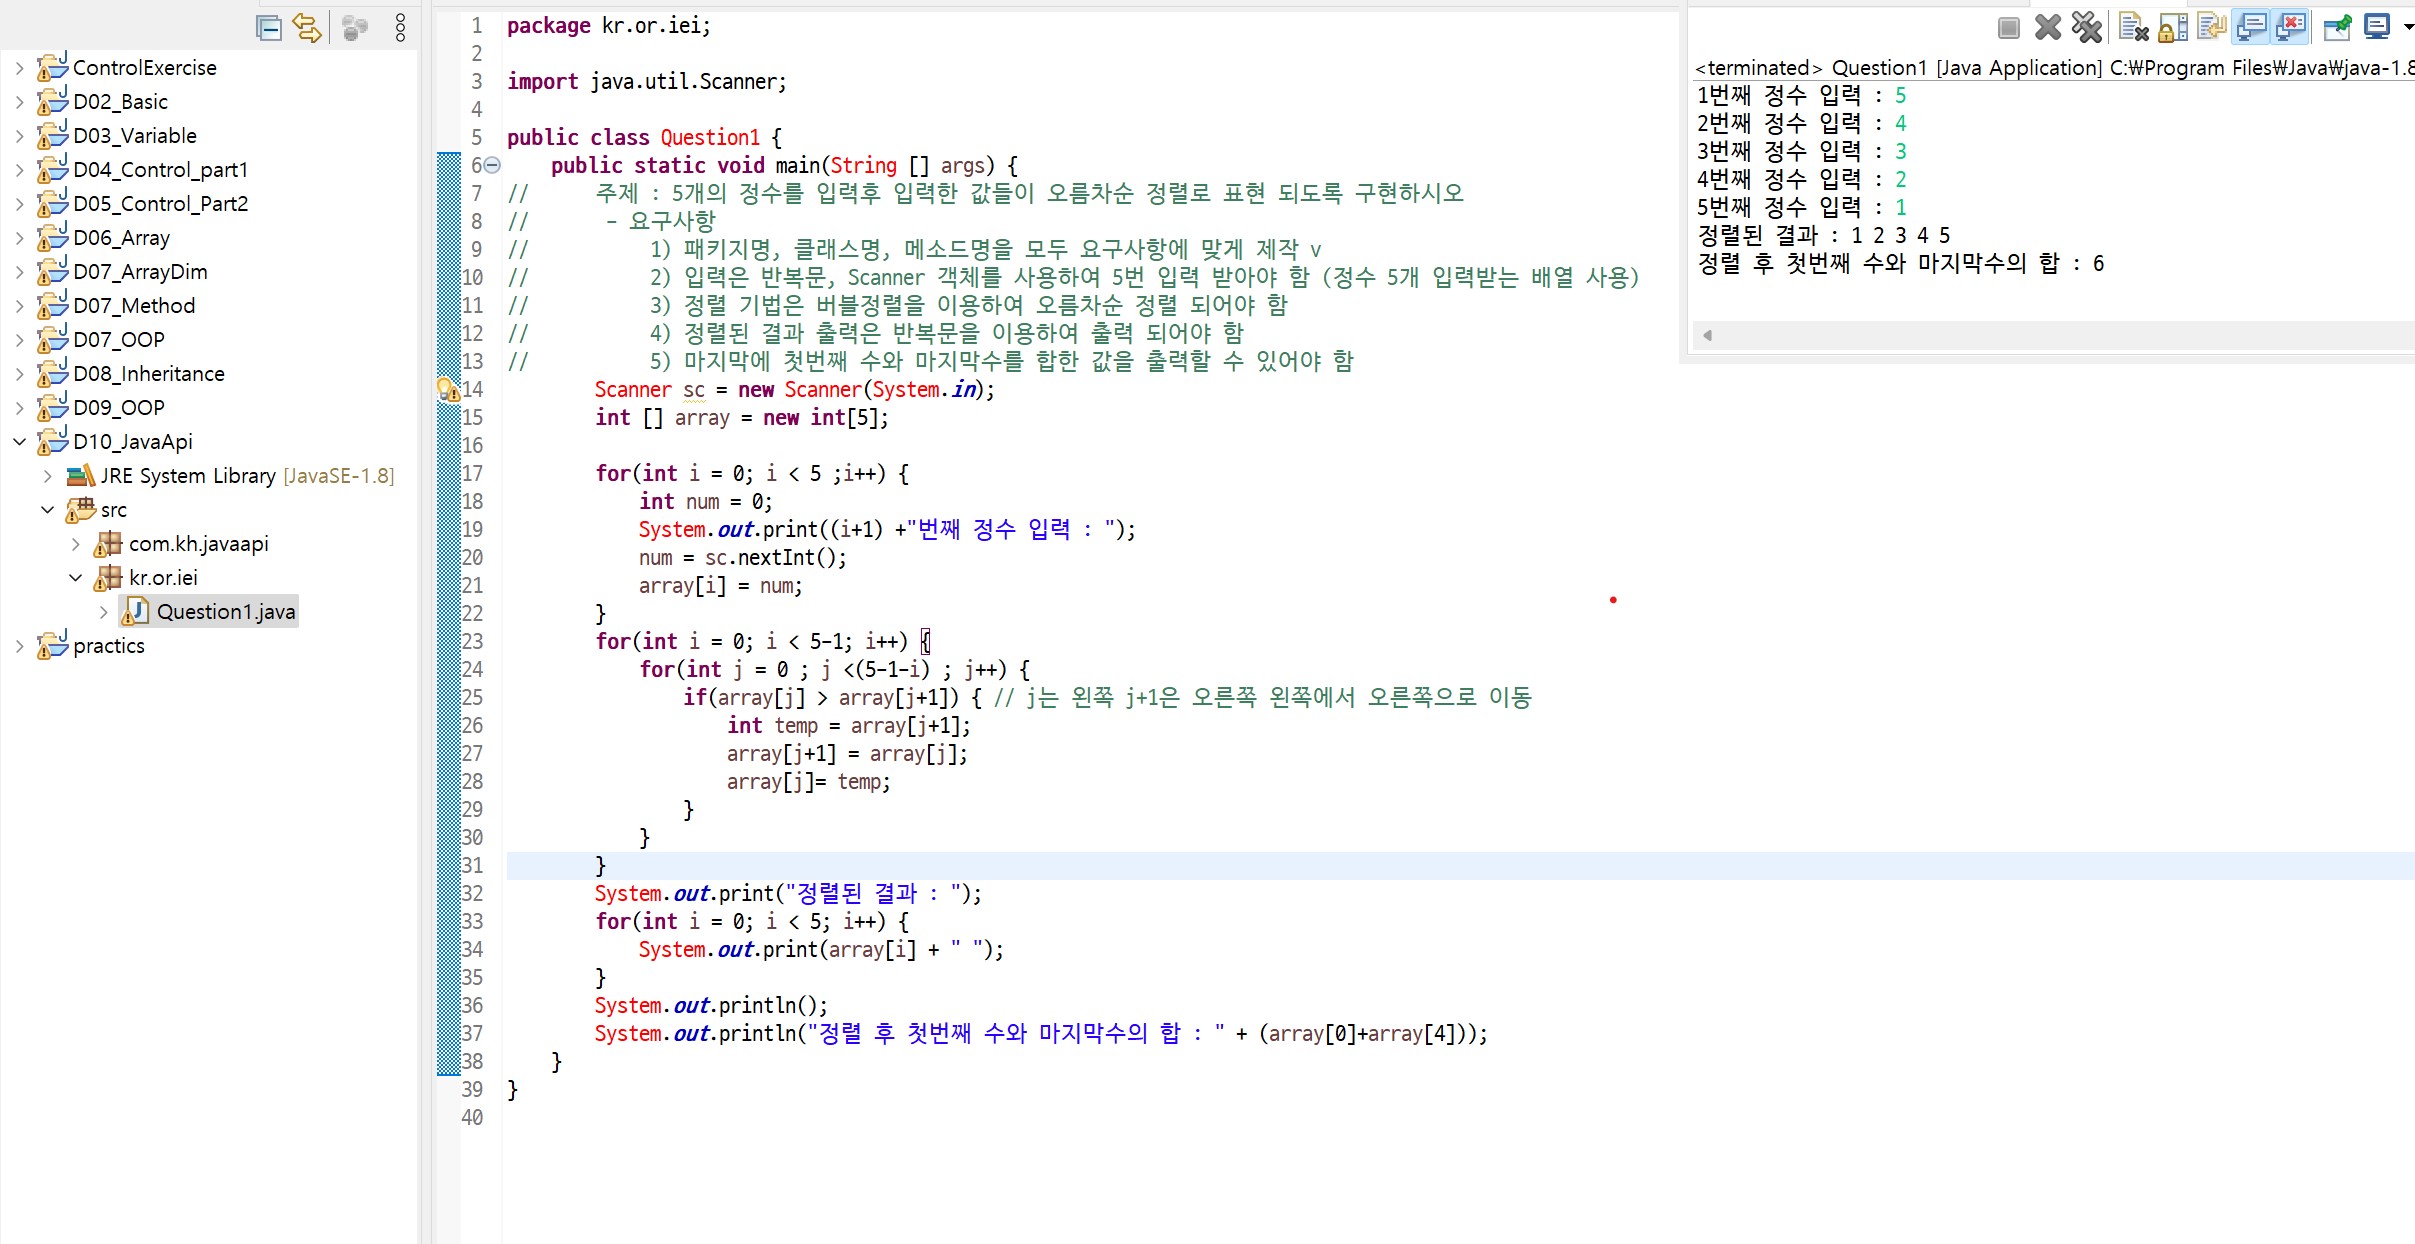 ControlExercise
D02_Basic
D03_Variable
D04_Control_part1
D05_Control_Part2
D06_Array
D07_ArrayDim
D07_Method
D07_OOP
D08_Inheritance
D09_OOP
D10_JavaApi
JRE System Library [JavaSE-1.8]
src
com.kh.javaapi
kr.or.iei
Question1.java
practics
1 package kr.or.iei;
2
3 import java.util.Scanner;
4
5 public class Question1 {
6 public static void main(String [] args) {
7 // 주제 : 5개의 정수를 입력후 입력한 값들이 오름차순 정렬로 표현 되도록 구현하시오
8 // - 요구사항
9 // 1) 패키지명, 클래스명, 메소드명을 모두 요구사항에 맞게 제작 v
10 // 2) 입력은 반복문, Scanner 객체를 사용하여 5번 입력 받아야 함 (정수 5개 입력받는 배열 사용)
11 // 3) 정렬 기법은 버블정렬을 이용하여 오름차순 정렬 되어야 함
12 // 4) 정렬된 결과 출력은 반복문을 이용하여 출력 되어야 함
13 // 5) 마지막에 첫번째 수와 마지막수를 합한 값을 출력할 수 있어야 함
14 Scanner sc = new Scanner(System.in);
15 int [] array = new int[5];
16
17 for(int i = 0; i < 5 ;i++) {
18 int num = 0;
19 System.out.print((i+1) +"번째 정수 입력 : ");
20 num = sc.nextInt();
21 array[i] = num;
22 }
23 for(int i = 0; i < 5-1; i++) {
24 for(int j = 0 ; j <(5-1-i) ; j++) {
25 if(array[j] > array[j+1]) { // j는 왼쪽 j+1은 오른쪽 왼쪽에서 오른쪽으로 이동
26 int temp = array[j+1];
27 array[j+1] = array[j];
28 array[j]= temp;
29 }
30 }
31 }
32 System.out.print("정렬된 결과 : ");
33 for(int i = 0; i < 5; i++) {
34 System.out.print(array[i] + " ");
35 }
36 System.out.println();
37 System.out.println("정렬 후 첫번째 수와 마지막수의 합 : " + (array[0]+array[4]));
38 }
39 }
40
<terminated> Question1 [Java Application] C:₩Program Files₩Java₩java-1.8
1번째 정수 입력 : 5
2번째 정수 입력 : 4
3번째 정수 입력 : 3
4번째 정수 입력 : 2
5번째 정수 입력 : 1
정렬된 결과 : 1 2 3 4 5
정렬 후 첫번째 수와 마지막수의 합 : 6